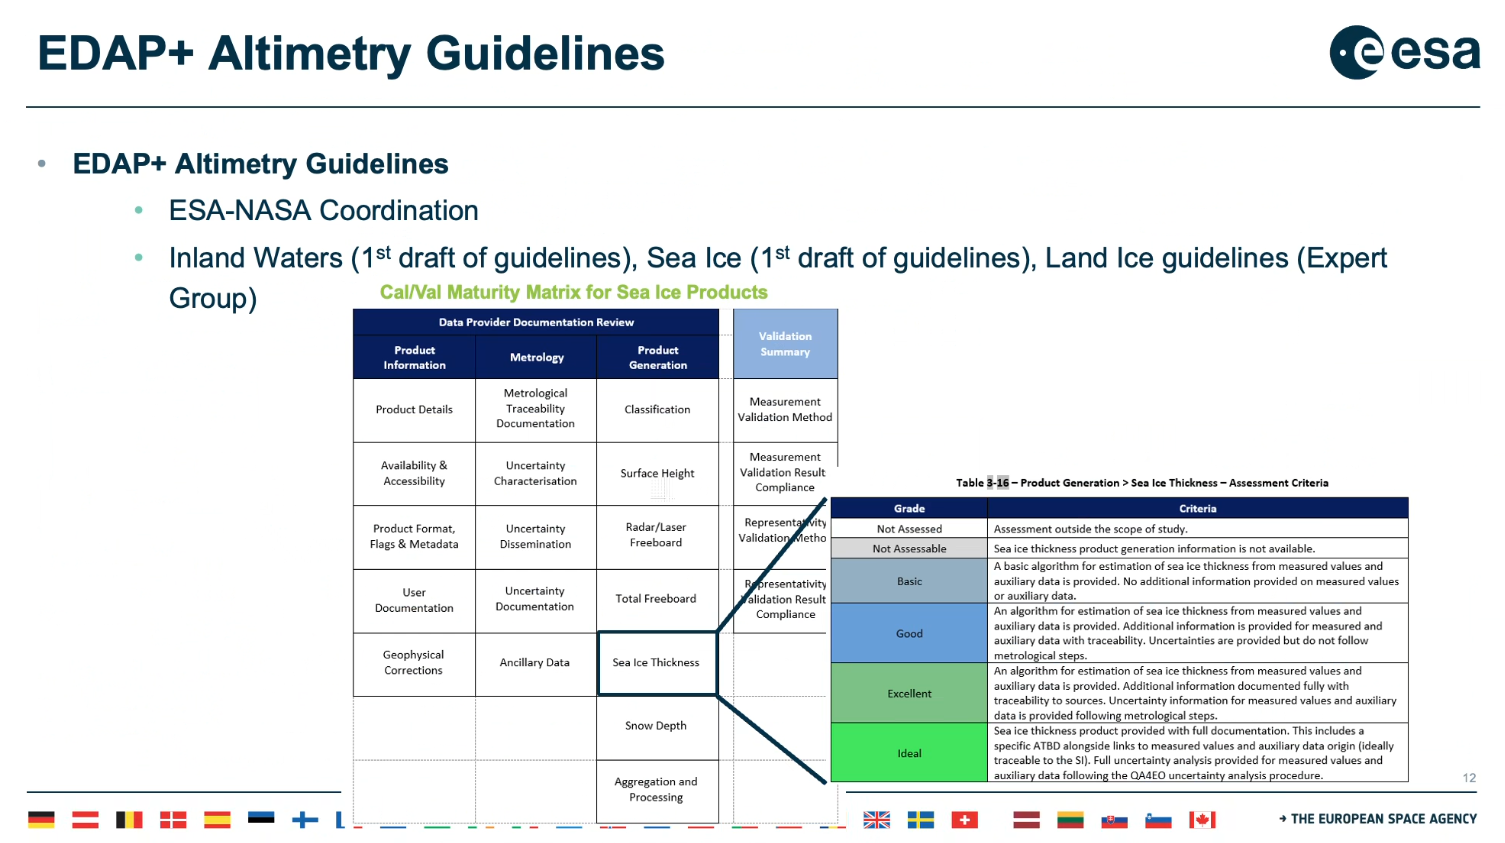 EDAP+ Altimetry Guidelines
esa
• EDAP+ Altimetry Guidelines
• ESA-NASA Coordination
• Inland Waters (1st draft of guidelines), Sea Ice (1st draft of guidelines), Land Ice guidelines (Expert
Group)
Cal/Val Maturity Matrix for Sea Ice Products
Data Provider Documentation Review
Validation
Summary
Product
Information
Metrology
Product
Generation
Product Details
Metrological
Traceability
Documentation
Classification
Measurement
Validation Method
Availability &
Accessibility
Uncertainty
Characterisation
Surface Height
Measurement
Validation Result
Compliance
Product Format,
Flags & Metadata
Uncertainty
Dissemination
Radar/Laser
Freeboard
Representativity
Validation Metho
User
Documentation
Uncertainty
Documentation
Total Freeboard
Representativity
Validation Result
Compliance
Geophysical
Corrections
Ancillary Data
Sea Ice Thickness
Snow Depth
Aggregation and
Processing
Table 3-16 – Product Generation > Sea Ice Thickness – Assessment Criteria
Grade
Criteria
Not Assessed
Assessment outside the scope of study.
Not Assessable
Sea ice thickness product generation information is not available.
Basic
A basic algorithm for estimation of sea ice thickness from measured values and
auxiliary data is provided. No additional information provided on measured values
or auxiliary data.
Good
An algorithm for estimation of sea ice thickness from measured values and
auxiliary data is provided. Additional information is provided for measured and
auxiliary data with traceability. Uncertainties are provided but do not follow
metrological steps.
Excellent
An algorithm for estimation of sea ice thickness from measured values and
auxiliary data is provided. Additional information documented fully with
traceability to sources. Uncertainty information for measured values and auxiliary
data is provided following metrological steps.
Ideal
Sea ice thickness product provided with full documentation. This includes a
specific ATBD alongside links to measured values and auxiliary data origin (ideally
traceable to the SI). Full uncertainty analysis provided for measured values and
auxiliary data following the QA4EO uncertainty analysis procedure.
12
→ THE EUROPEAN SPACE AGENCY